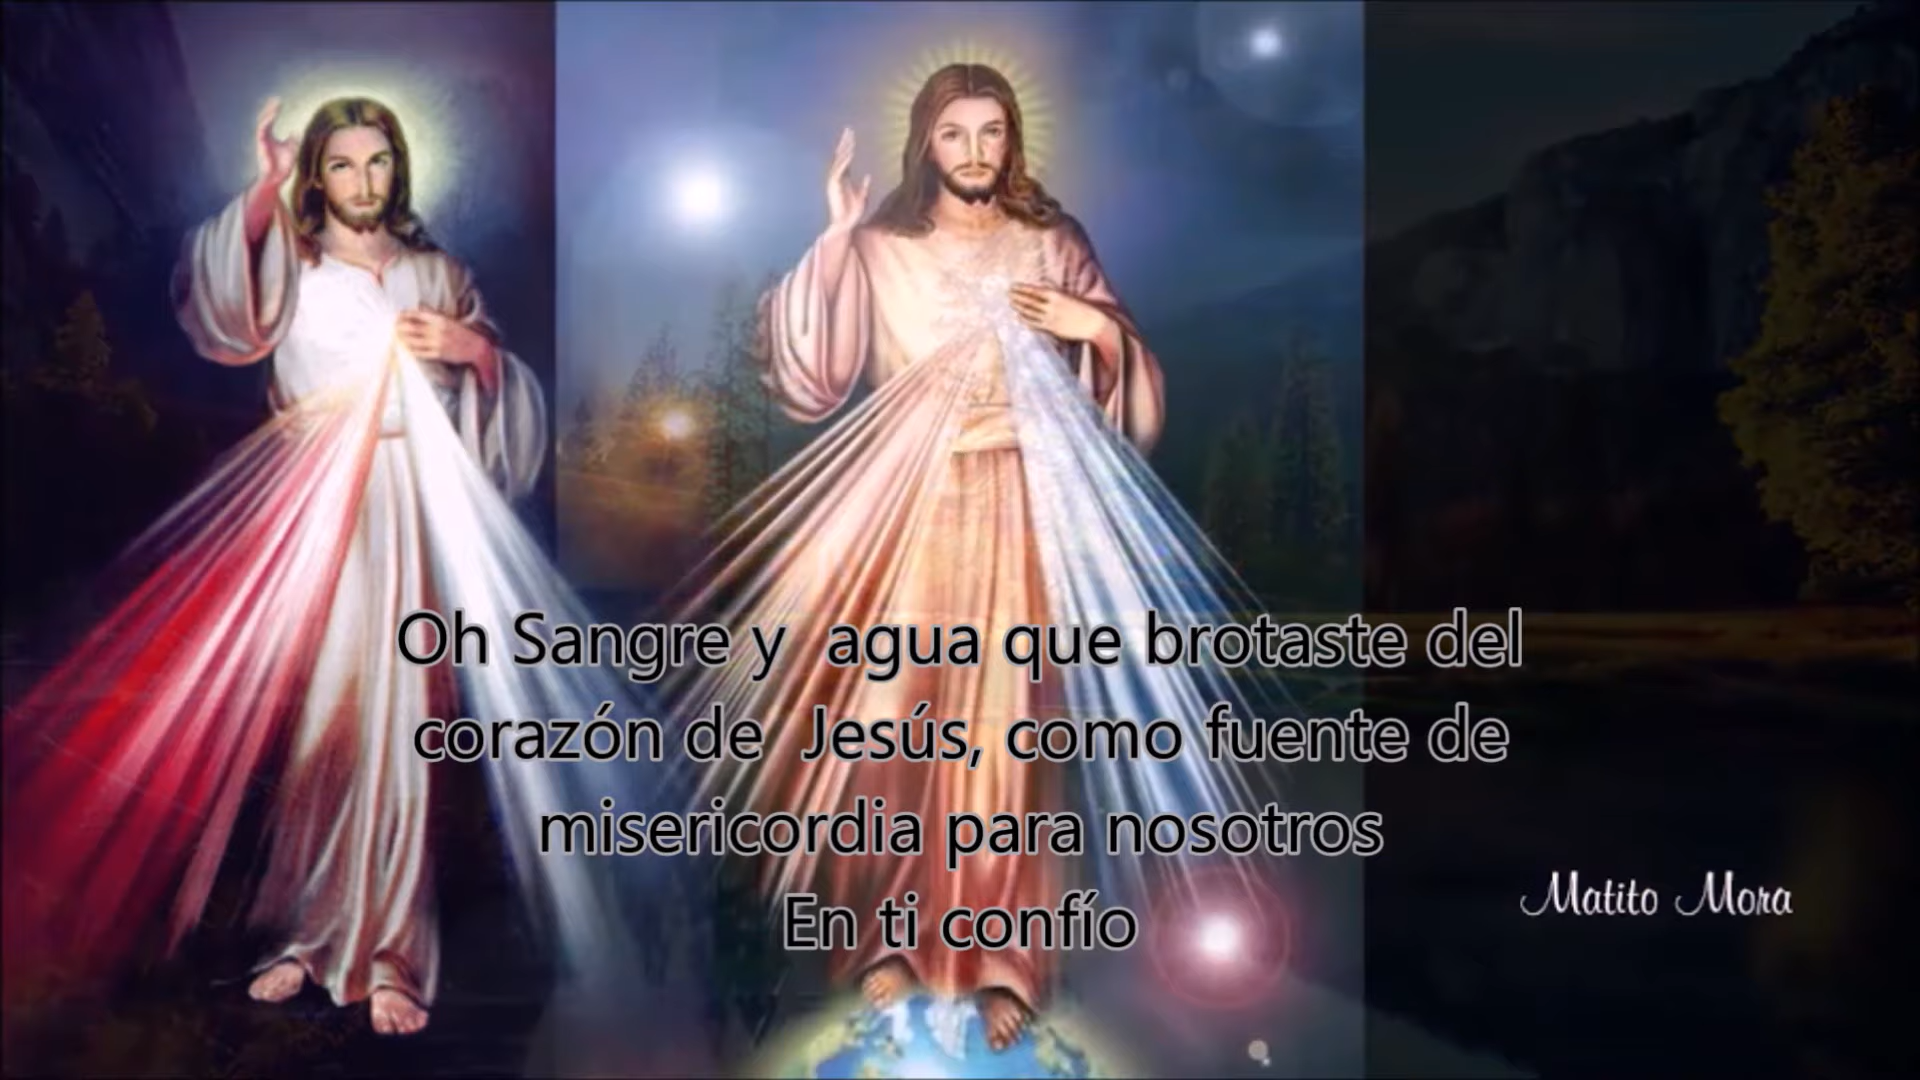 Oh Sangre y agua que brotaste del
corazón de Jesús, como fuente de
misericordia para nosotros
En ti confío
Matito Mora